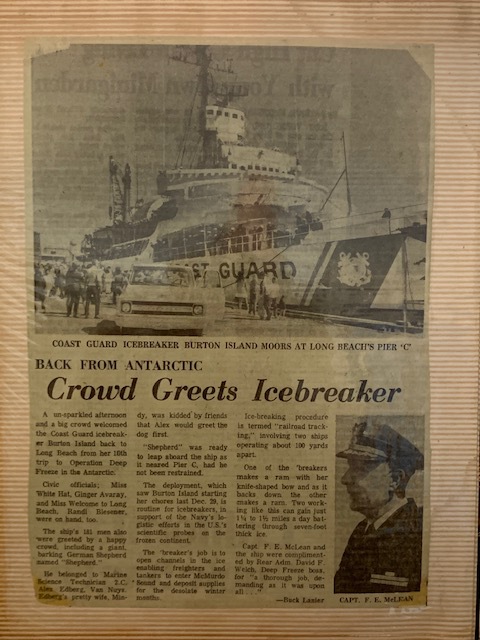 ST GUARD
COAST GUARD ICEBREAKER BURTON ISLAND MOORS AT LONG BEACH'S PIER 'C'
BACK FROM ANTARCTIC
Crowd Greets Icebreaker
A un-sparkled afternoon
and a big crowd welcomed
the Coast Guard icebreak-
er Burton Island back to
Long Beach from her 10th
trip to Operation Deep
Freeze in the Antarctic.
Civic officials; Miss
White Hat, Ginger Avaray,
and Miss Welcome to Long
Beach, Randi Blesener,
were on hand, too.
The ship's 181 men also
were greeted by a happy
crowd, including a giant,
barking German Shepherd
named "Shepherd."
He belonged to Marine
Science Technician I.C.
Alex Edberg, Van Nuys.
Edberg's pretty wife, Min-
dy, was kidded by friends
that Alex would greet the
dog first.
"Shepherd" was ready
to leap aboard the ship as
it neared Pier C, had he
not been restrained.
The deployment, which
saw Burton Island starting
her chores last Dec. 29, is
routine for icebreakers, in
support of the Navy's lo-
gistic efforts in the U.S.'s
scientific probes on the
frozen continent.
The 'breaker's job is to
open channels in the ice
enabling freighters and
tankers to enter McMurdo
Sound and deposit supplies
for the desolate winter
months.
Ice-breaking procedure
is termed "railroad track-
ing," involving two ships
operating about 100 yards
apart.
One of the 'breakers
makes a ram with her
knife-shaped bow and as it
backs down the other
makes a ram. Two work-
ing like this can gain just
1¼ to 1½ miles a day bat-
tering through seven-foot
thick ice.
Capt. F. E. McLean and
the ship were compliment-
ed by Rear Adm. David F.
Welch, Deep Freeze boss,
for "a thorough job, de-
manding as it was upon
all . . ."
—Buck Lanier
CAPT. F. E. McLEAN